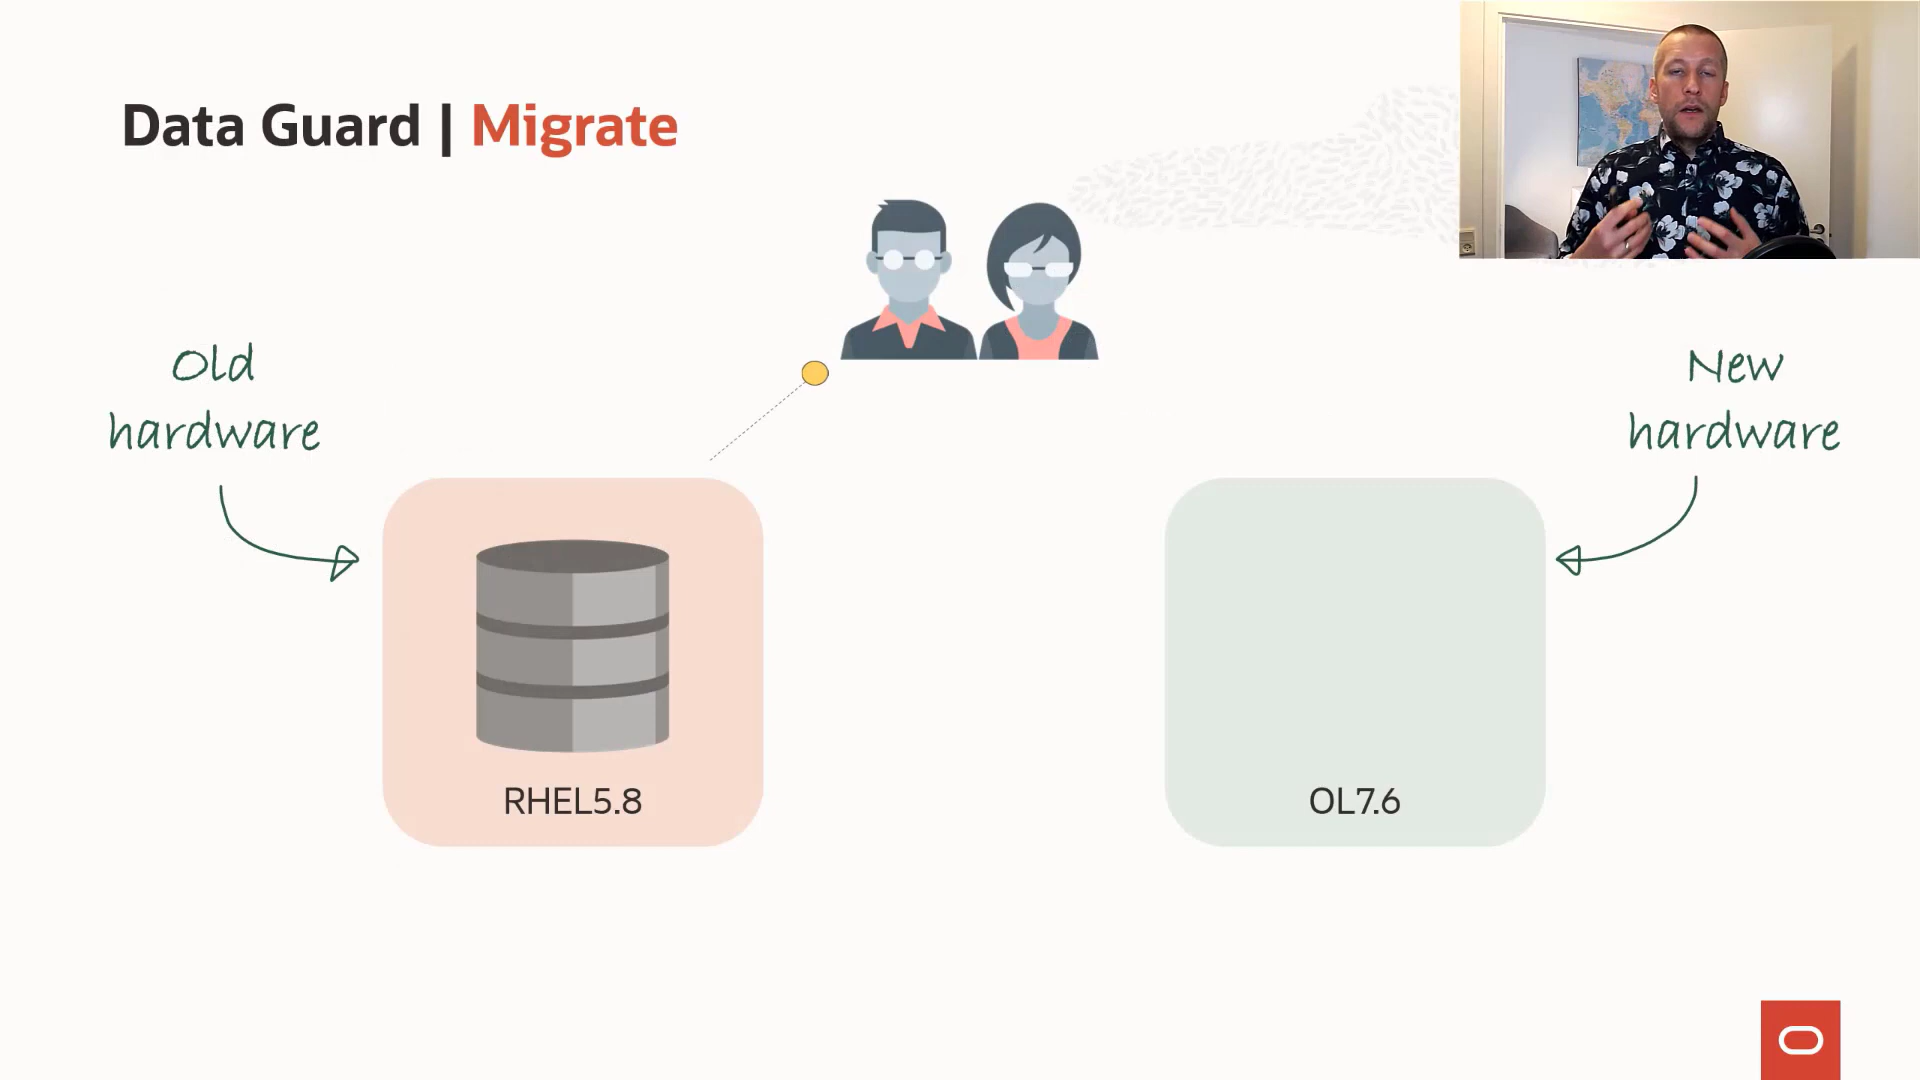 Data Guard | Migrate
Old
hardware
New
hardware
RHEL5.8
OL7.6